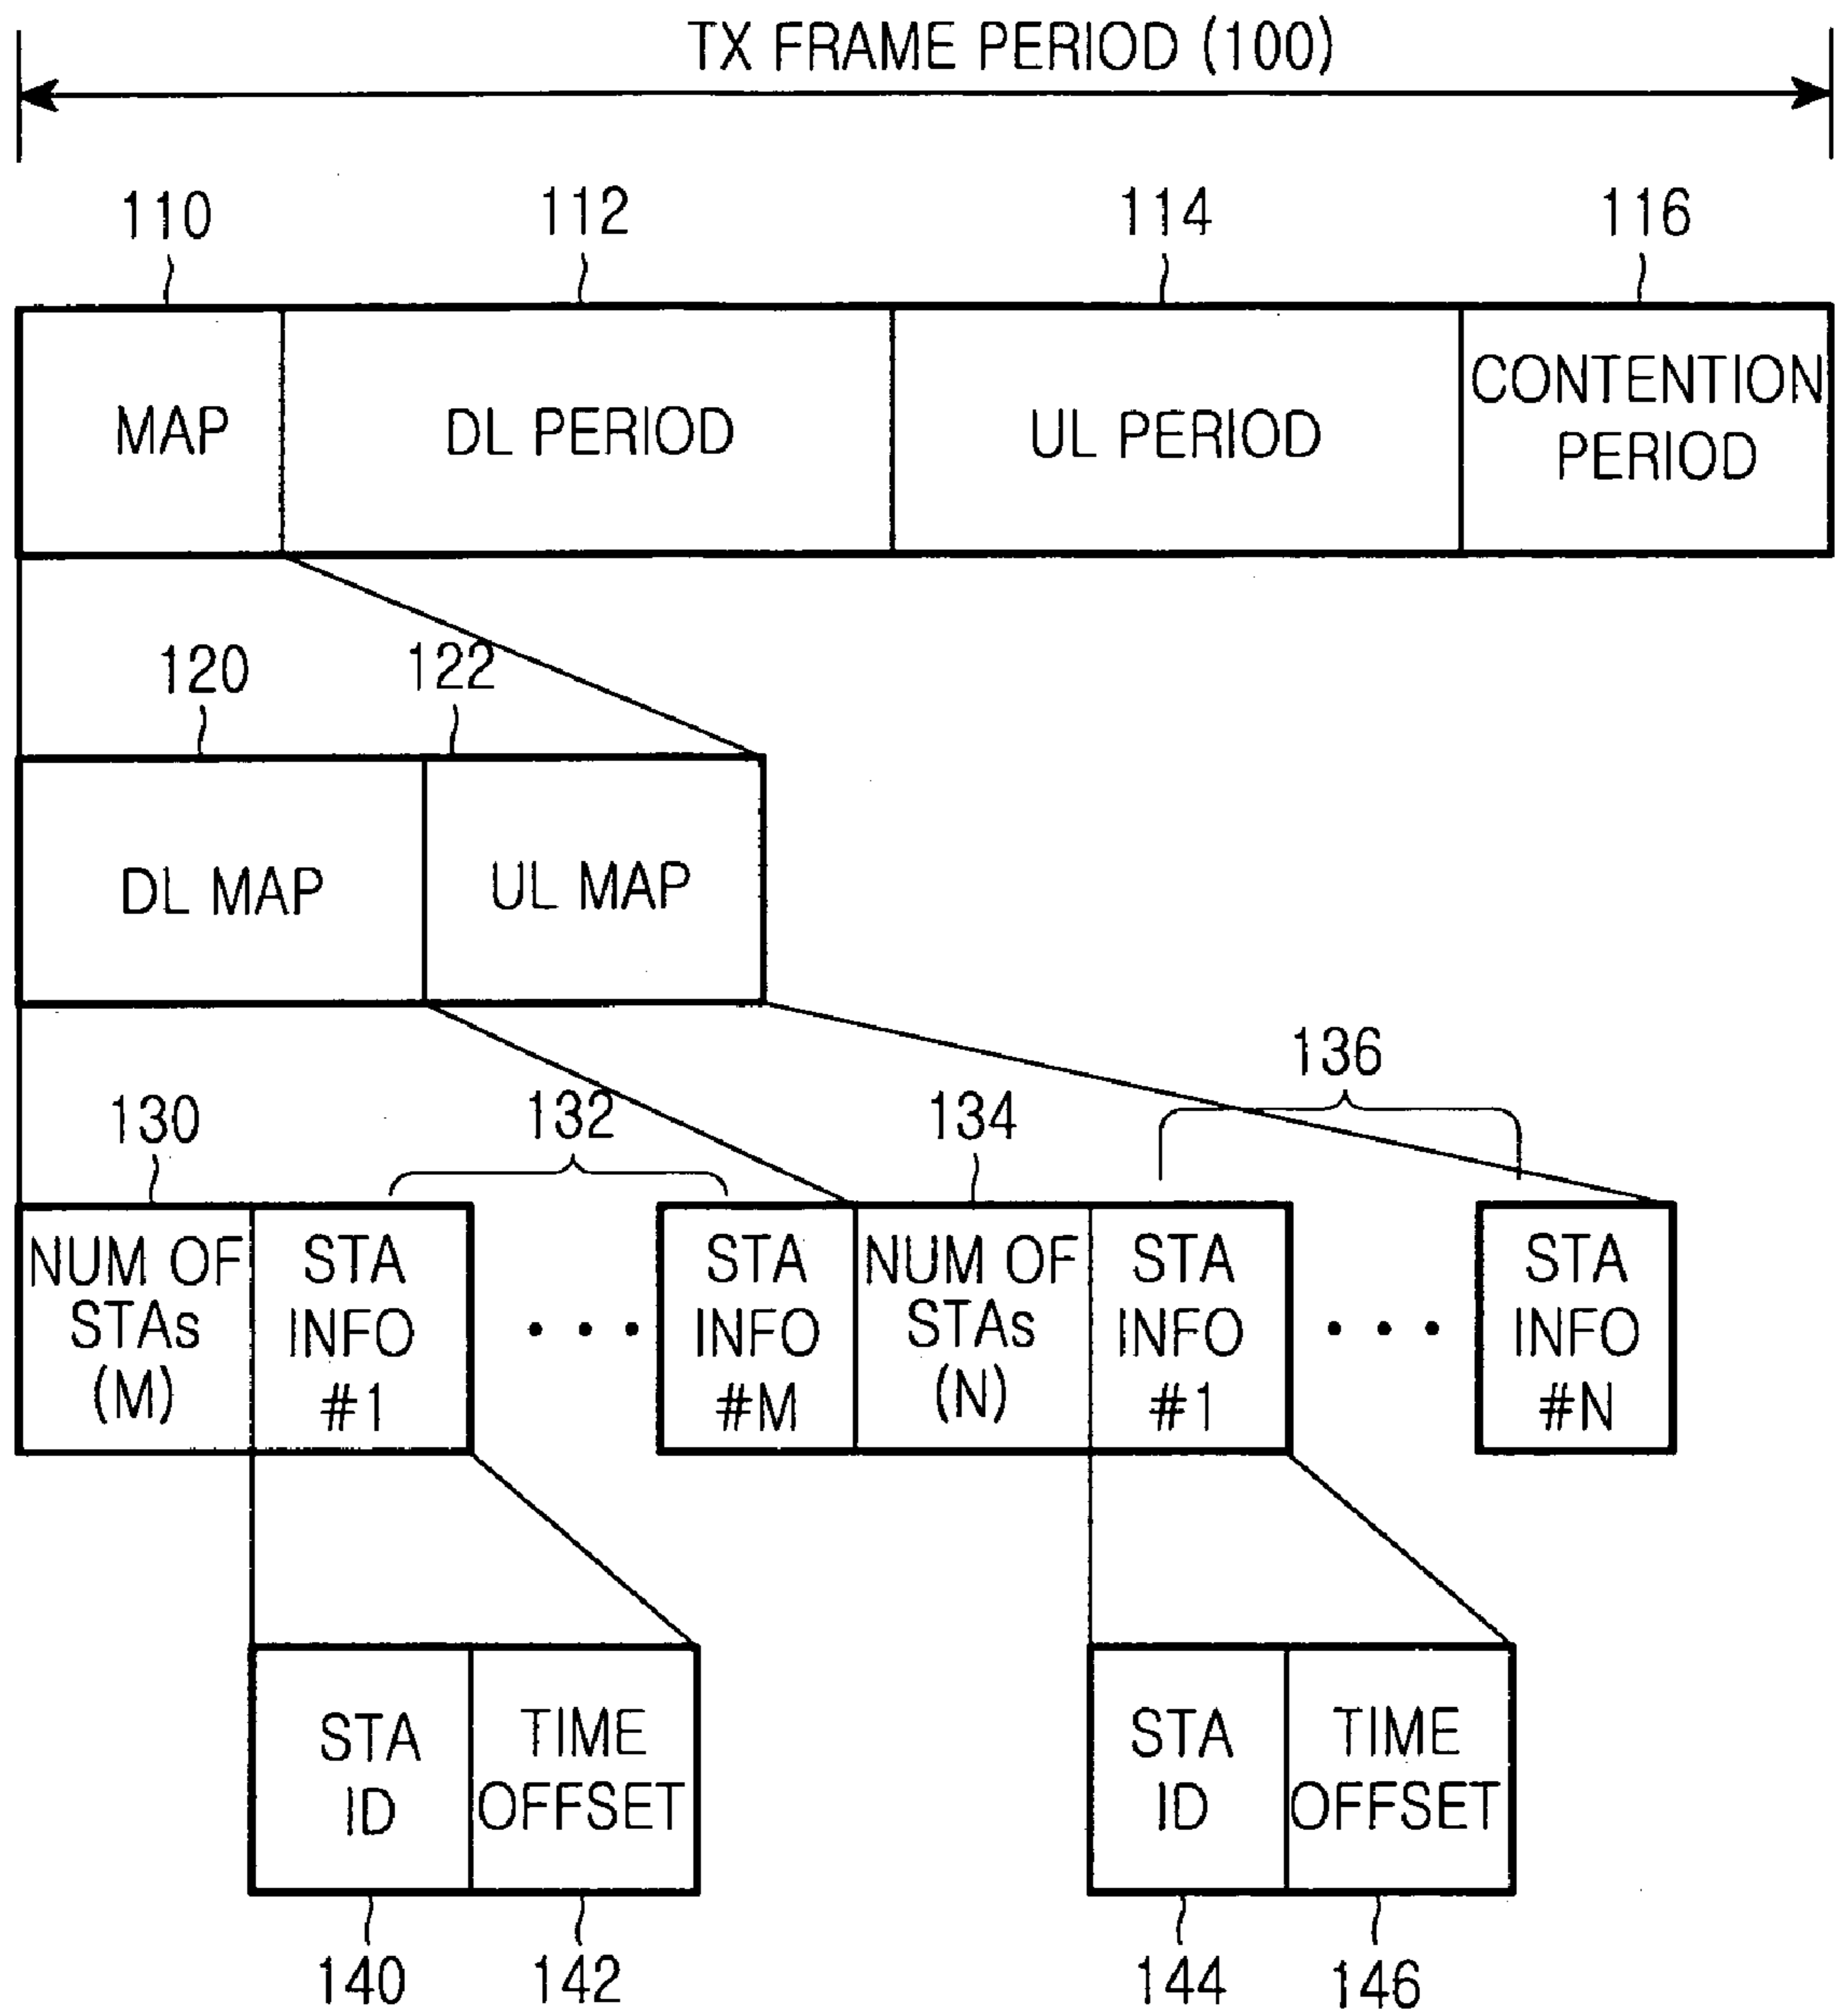 TX FRAME PERIOD (100)
110
112
114
116
MAP
DL PERIOD
UL PERIOD
CONTENTION
PERIOD
120
122
DL MAP
UL MAP
136
130
132
134
NUM OF
STAs
(M)
STA
INFO
#1
• • •
STA
INFO
#M
NUM OF
STAs
(N)
STA
INFO
#1
• • •
STA
INFO
#N
STA
ID
TIME
OFFSET
STA
ID
TIME
OFFSET
140
142
144
146